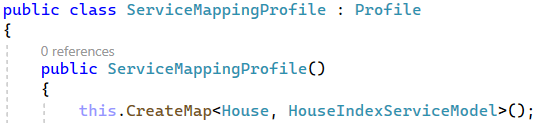 public class ServiceMappingProfile : Profile
{
0 references
public ServiceMappingProfile()
{
this.CreateMap<House, HouseIndexServiceModel>();